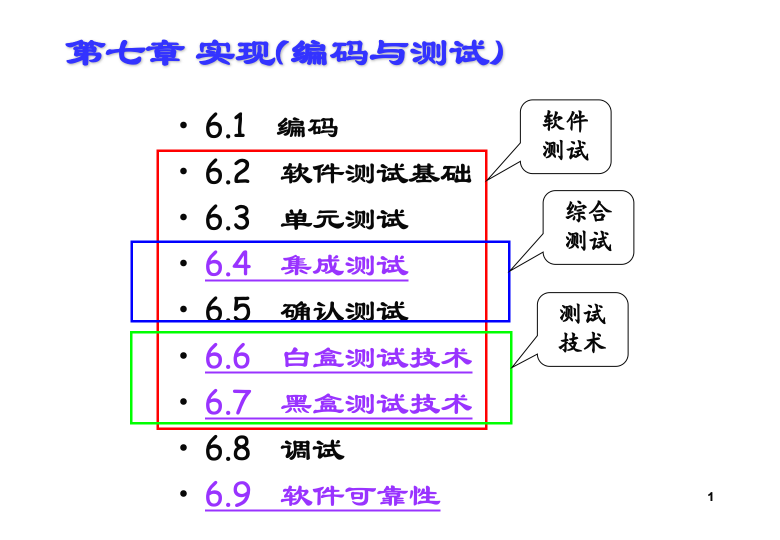 第七章 实现(编码与测试)
• 6.1 编码
• 6.2 软件测试基础
• 6.3 单元测试
• 6.4 集成测试
• 6.5 确认测试
• 6.6 白盒测试技术
• 6.7 黑盒测试技术
• 6.8 调试
• 6.9 软件可靠性
软件
测试
综合
测试
测试
技术
1